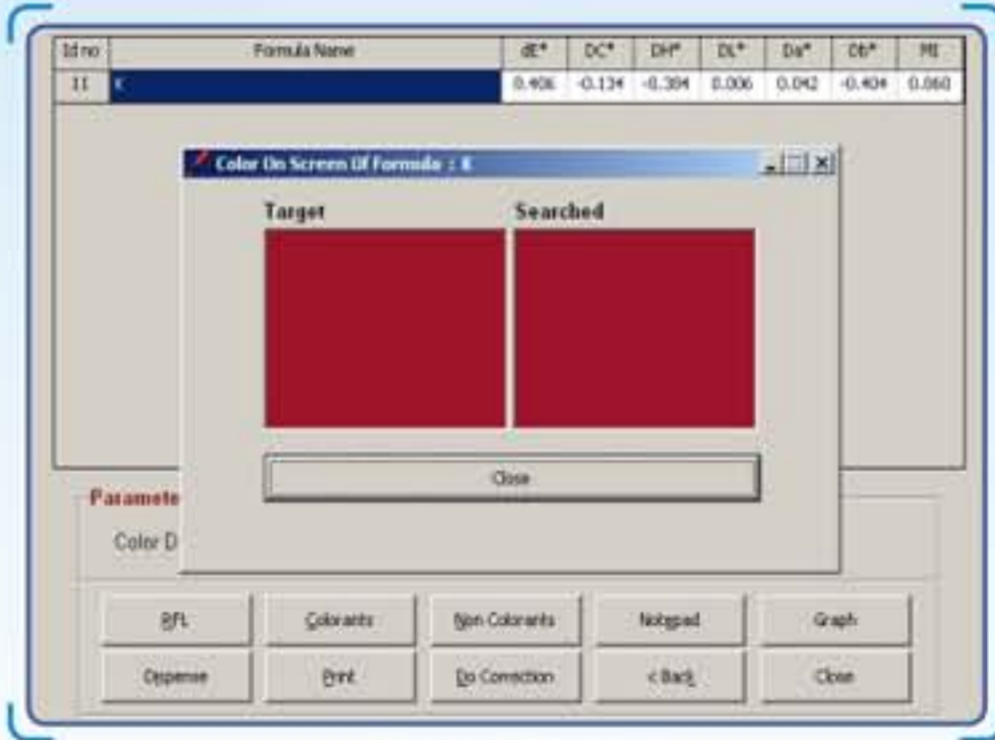 Id no Formula Name dE* DC* DH* DL* Da* Db* MI
11 K 0.406 -0.134 -0.384 0.006 0.042 -0.404 0.060
Color On Screen Of Formula : K
Target Searched
Close
Paramete
Color D
RFL Colorants Non Colorants Notepad Graph
Dispense Print Do Correction < Back Close